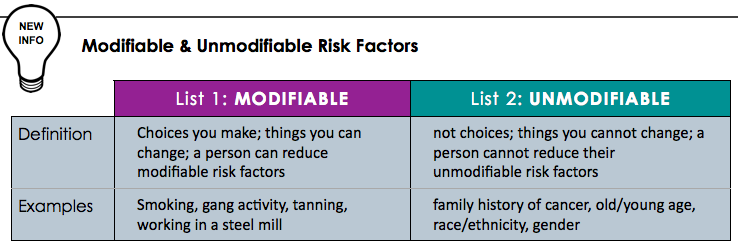 NEW
INFO
Modifiable & Unmodifiable Risk Factors
List 1: MODIFIABLE
List 2: UNMODIFIABLE
Definition
Choices you make; things you can
change; a person can reduce
modifiable risk factors
not choices; things you cannot change; a
person cannot reduce their
unmodifiable risk factors
Examples
Smoking, gang activity, tanning,
working in a steel mill
family history of cancer, old/young age,
race/ethnicity, gender